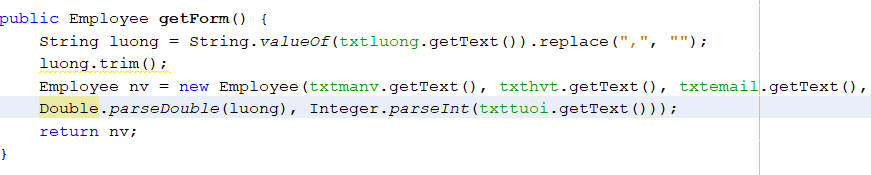 public Employee getForm() {
String luong = String.valueOf(txtluong.getText()).replace(",", "");
luong.trim();
Employee nv = new Employee(txtmanv.getText(), txthvt.getText(), txtemail.getText(),
Double.parseDouble(luong), Integer.parseInt(txttuoi.getText()));
return nv;
}